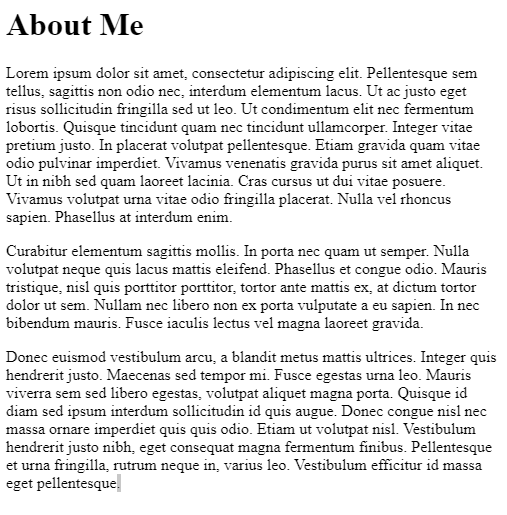 About Me
Lorem ipsum dolor sit amet, consectetur adipiscing elit. Pellentesque sem
tellus, sagittis non odio nec, interdum elementum lacus. Ut ac justo eget
risus sollicitudin fringilla sed ut leo. Ut condimentum elit nec fermentum
lobortis. Quisque tincidunt quam nec tincidunt ullamcorper. Integer vitae
pretium justo. In placerat volutpat pellentesque. Etiam gravida quam vitae
odio pulvinar imperdiet. Vivamus venenatis gravida purus sit amet aliquet.
Ut in nibh sed quam laoreet lacinia. Cras cursus ut dui vitae posuere.
Vivamus volutpat urna vitae odio fringilla placerat. Nulla vel rhoncus
sapien. Phasellus at interdum enim.
Curabitur elementum sagittis mollis. In porta nec quam ut semper. Nulla
volutpat neque quis lacus mattis eleifend. Phasellus et congue odio. Mauris
tristique, nisl quis porttitor porttitor, tortor ante mattis ex, at dictum tortor
dolor ut sem. Nullam nec libero non ex porta vulputate a eu sapien. In nec
bibendum mauris. Fusce iaculis lectus vel magna laoreet gravida.
Donec euismod vestibulum arcu, a blandit metus mattis ultrices. Integer quis
hendrerit justo. Maecenas sed tempor mi. Fusce egestas urna leo. Mauris
viverra sem sed libero egestas, volutpat aliquet magna porta. Quisque id
diam sed ipsum interdum sollicitudin id quis augue. Donec congue nisl nec
massa ornare imperdiet quis quis odio. Etiam ut volutpat nisl. Vestibulum
hendrerit justo nibh, eget consequat magna fermentum finibus. Pellentesque
et urna fringilla, rutrum neque in, varius leo. Vestibulum efficitur id massa
eget pellentesque.